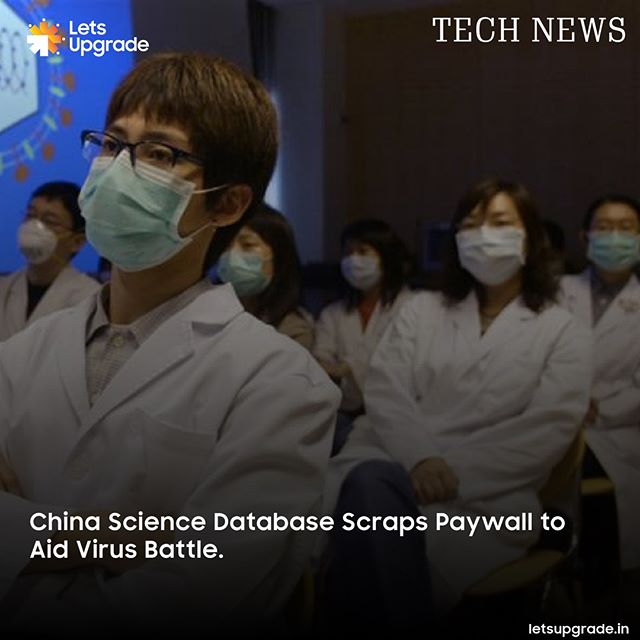 Lets
Upgrade
TECH NEWS
China Science Database Scraps Paywall to
Aid Virus Battle.
letsupgrade.in